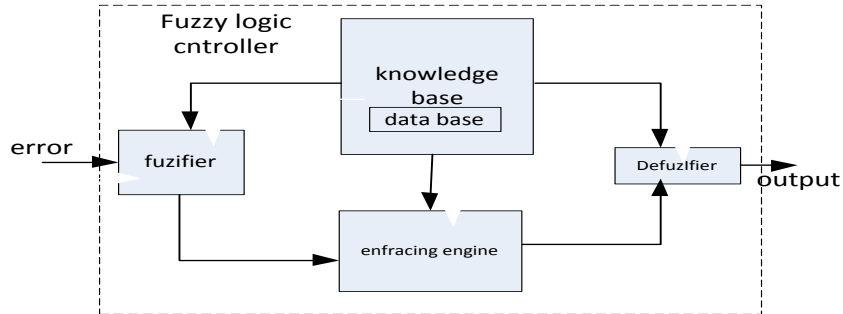 Fuzzy logic
cntroller
knowledge
base
data base
error
fuzifier
DefuzIfier
output
enfracing engine